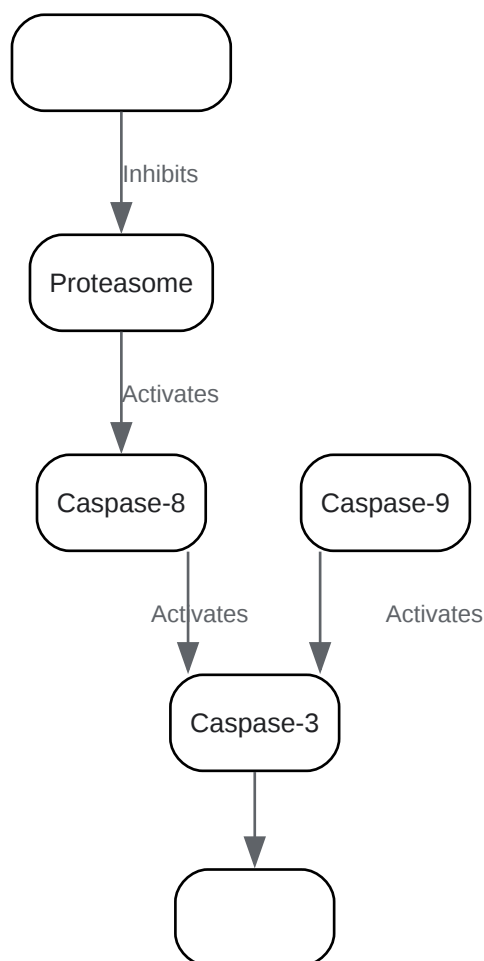 Inhibits
Proteasome
Activates
Caspase-8
Caspase-9
Activates
Activates
Caspase-3